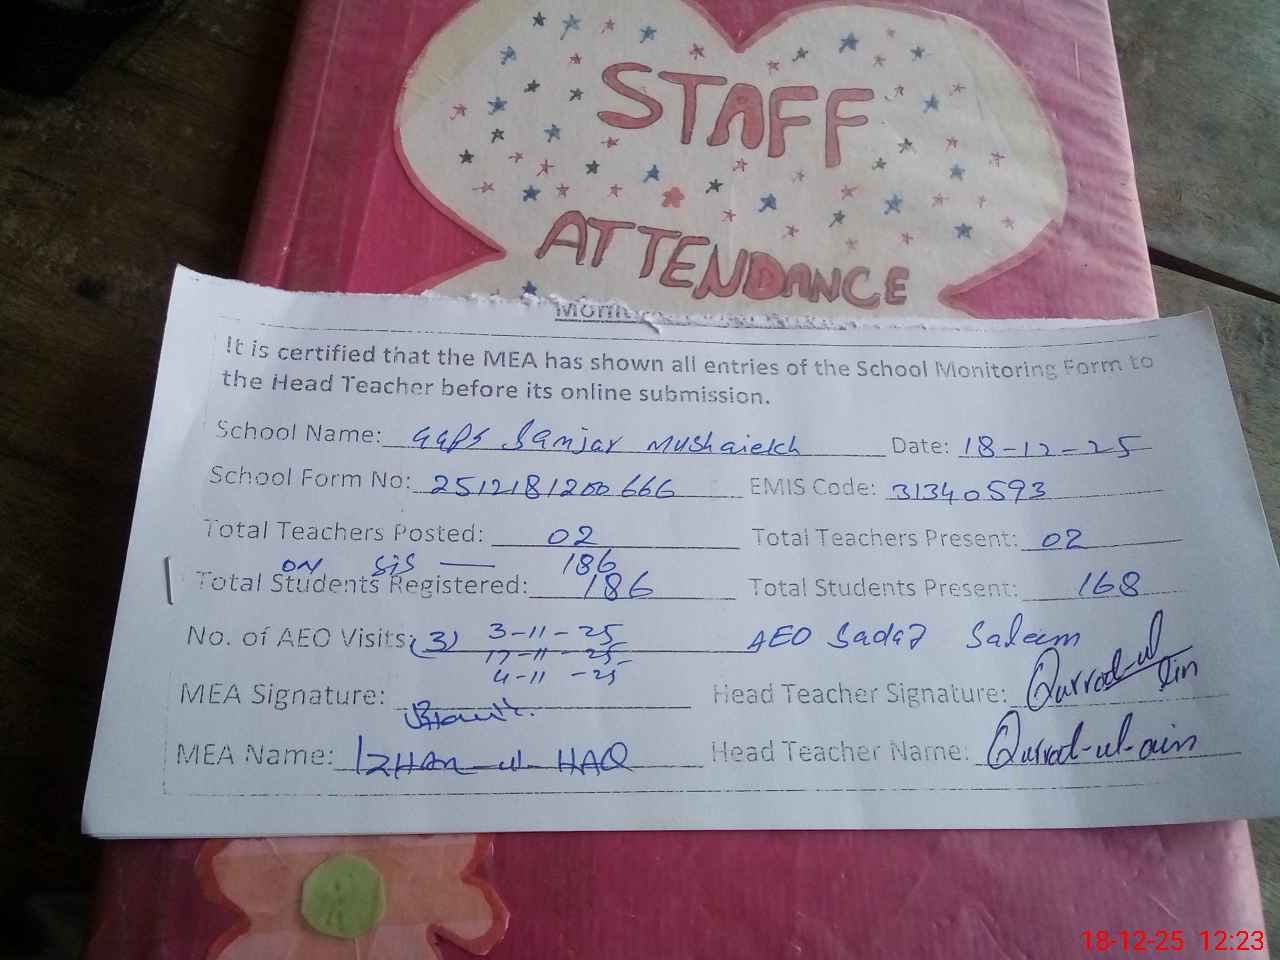 STAFF
ATTENDANCE
It is certified that the MEA has shown all entries of the School Monitoring Form to
the Head Teacher before its online submission.
School Name: GGPS Sanjar Mushaiekh Date: 18-12-25
School Form No: 2512181200666 EMIS Code: 31340593
Total Teachers Posted: 02 Total Teachers Present: 02
on SIS — 186
Total Students Registered: 186 Total Students Present: 168
No. of AEO Visits: (3) 3-11-25 AEO Sadaf Saleem
17-11-25
4-11-25
MEA Signature: Head Teacher Signature: Qurrod-ul
ain
MEA Name: IZHAR-ul-HAQ Head Teacher Name: Qurrod-ul-ain
18-12-25 12:23